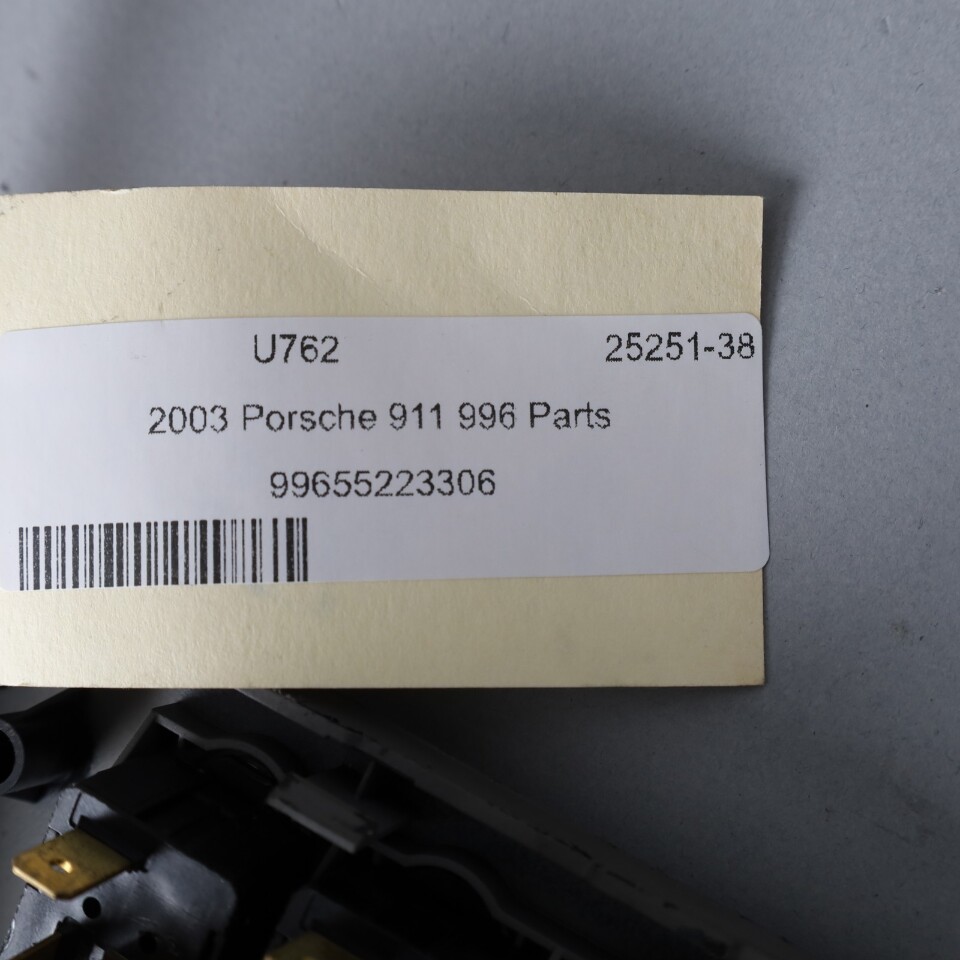 U762 25251-38
2003 Porsche 911 996 Parts
99655223306